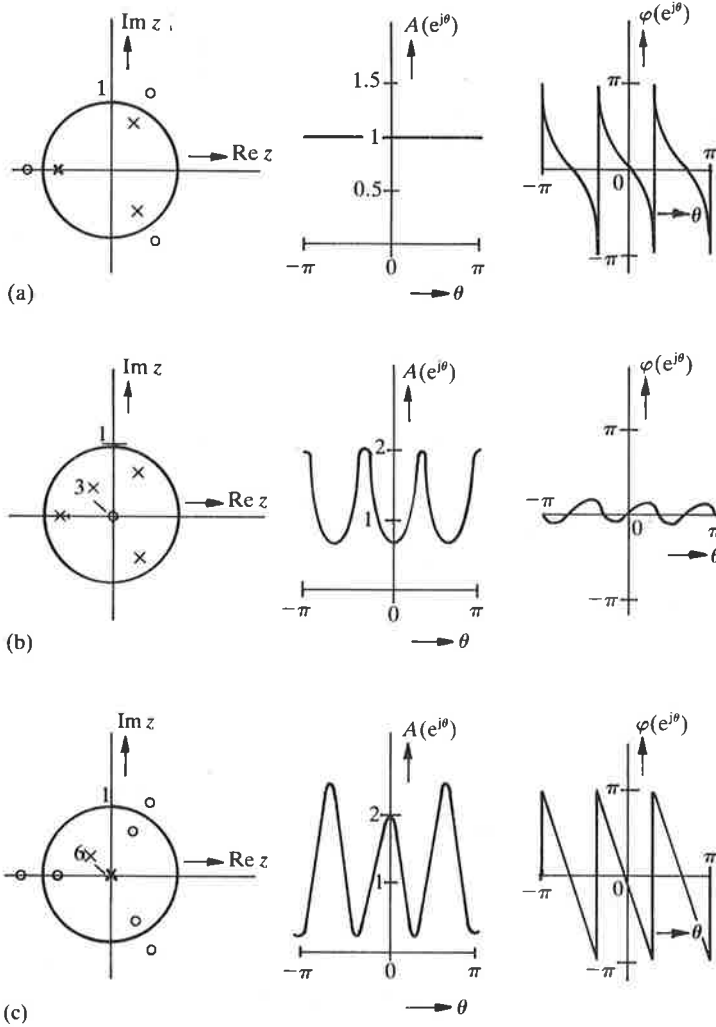 Im z
1
Re z
(a)
A(e^{jθ})
1.5
1
0.5
−π
0
π
θ
φ(e^{jθ})
π
−π
0
π
θ
−π
Im z
1
3×
Re z
(b)
A(e^{jθ})
2
1
−π
0
π
θ
φ(e^{jθ})
π
−π
0
π
θ
−π
Im z
1
6×
Re z
(c)
A(e^{jθ})
2
1
−π
0
π
θ
φ(e^{jθ})
π
−π
0
π
θ
−π